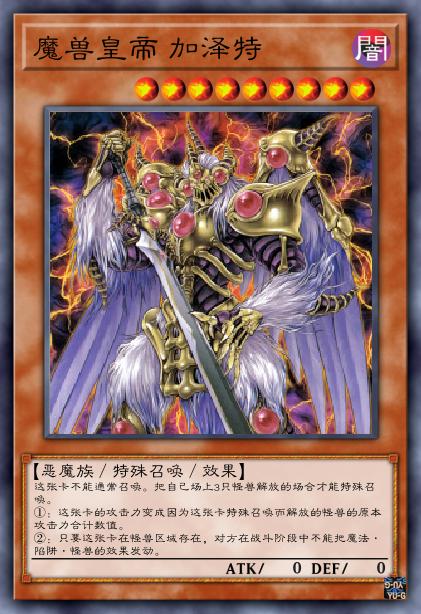 魔兽皇帝 加泽特
闇
【恶魔族／特殊召唤／效果】
这张卡不能通常召唤。把自己场上3只怪兽解放的场合才能特殊召
唤。
①：这张卡的攻击力变成因为这张卡特殊召唤而解放的怪兽的原本
攻击力合计数值。
②：只要这张卡在怪兽区域存在，对方在战斗阶段中不能把魔法·
陷阱·怪兽的效果发动。
ATK/ 0 DEF/ 0